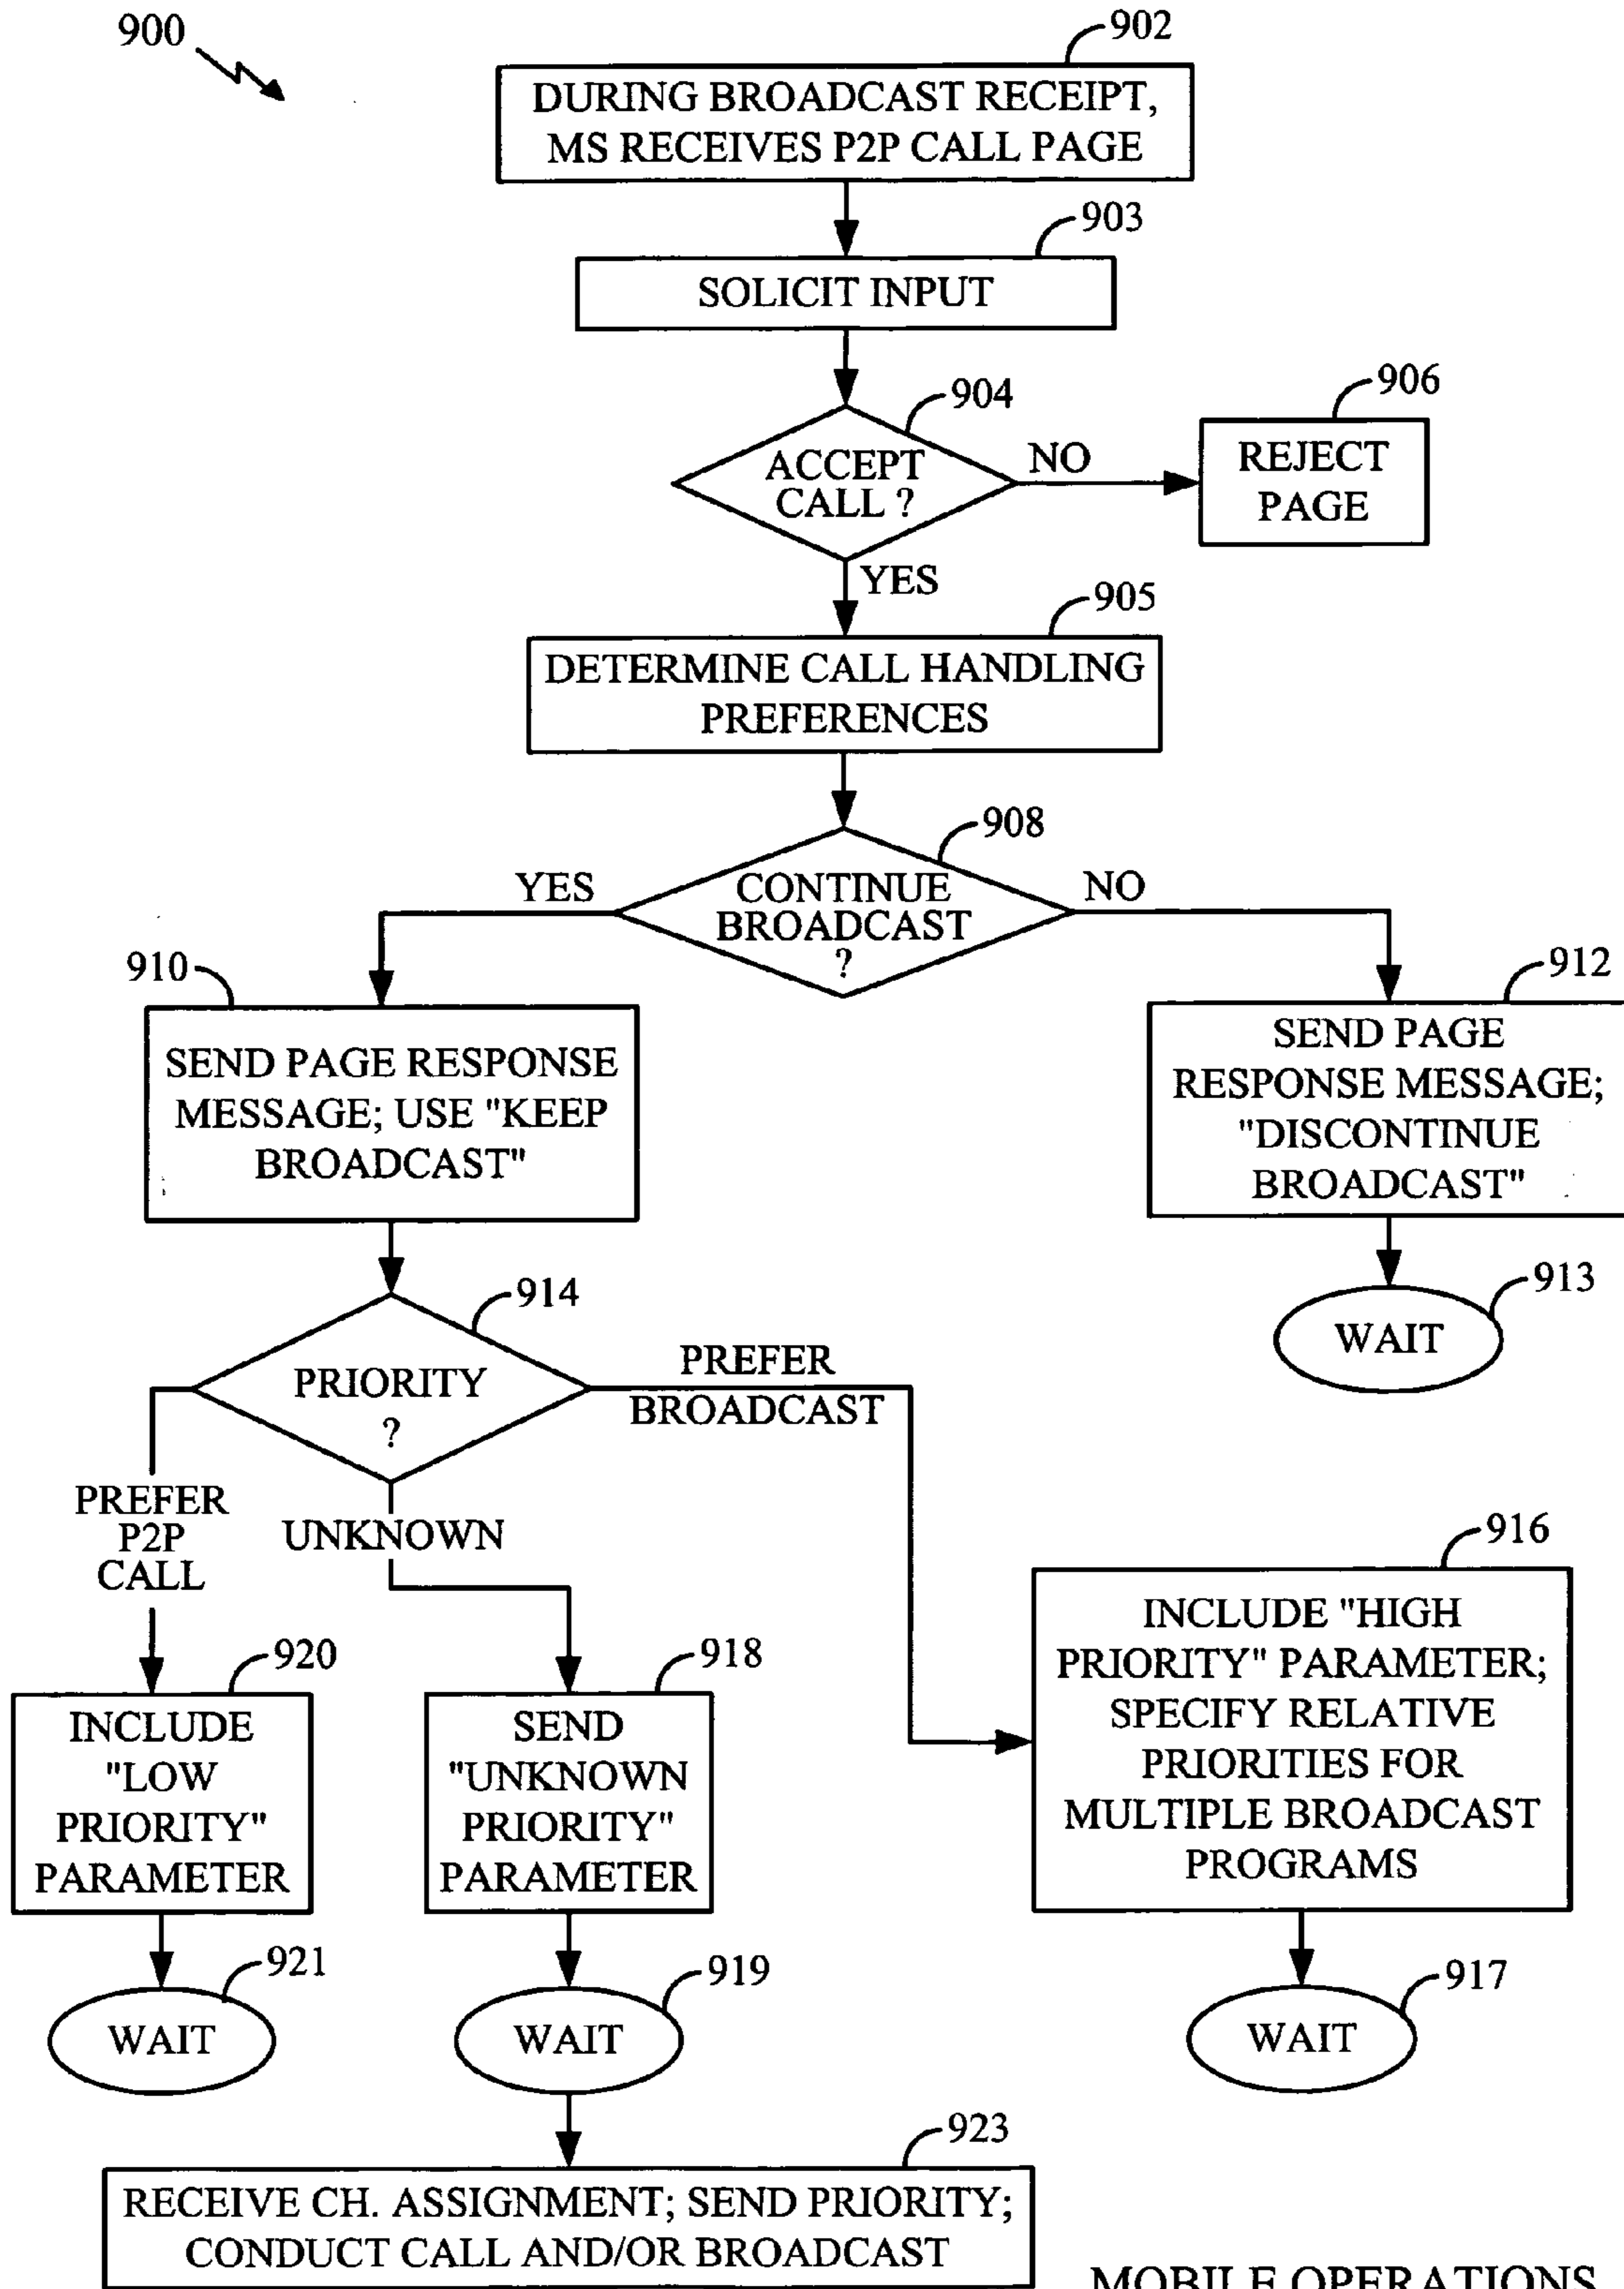 900
902
DURING BROADCAST RECEIPT,
MS RECEIVES P2P CALL PAGE
903
SOLICIT INPUT
904
ACCEPT
CALL ?
NO
906
REJECT
PAGE
YES
905
DETERMINE CALL HANDLING
PREFERENCES
908
CONTINUE
BROADCAST
?
YES
NO
910
SEND PAGE RESPONSE
MESSAGE; USE "KEEP
BROADCAST"
912
SEND PAGE
RESPONSE MESSAGE;
"DISCONTINUE
BROADCAST"
913
WAIT
914
PRIORITY
?
PREFER
BROADCAST
PREFER
P2P
CALL
UNKNOWN
916
INCLUDE "HIGH
PRIORITY" PARAMETER;
SPECIFY RELATIVE
PRIORITIES FOR
MULTIPLE BROADCAST
PROGRAMS
920
INCLUDE
"LOW
PRIORITY"
PARAMETER
918
SEND
"UNKNOWN
PRIORITY"
PARAMETER
921
WAIT
919
WAIT
917
WAIT
923
RECEIVE CH. ASSIGNMENT; SEND PRIORITY;
CONDUCT CALL AND/OR BROADCAST
MOBILE OPERATIONS